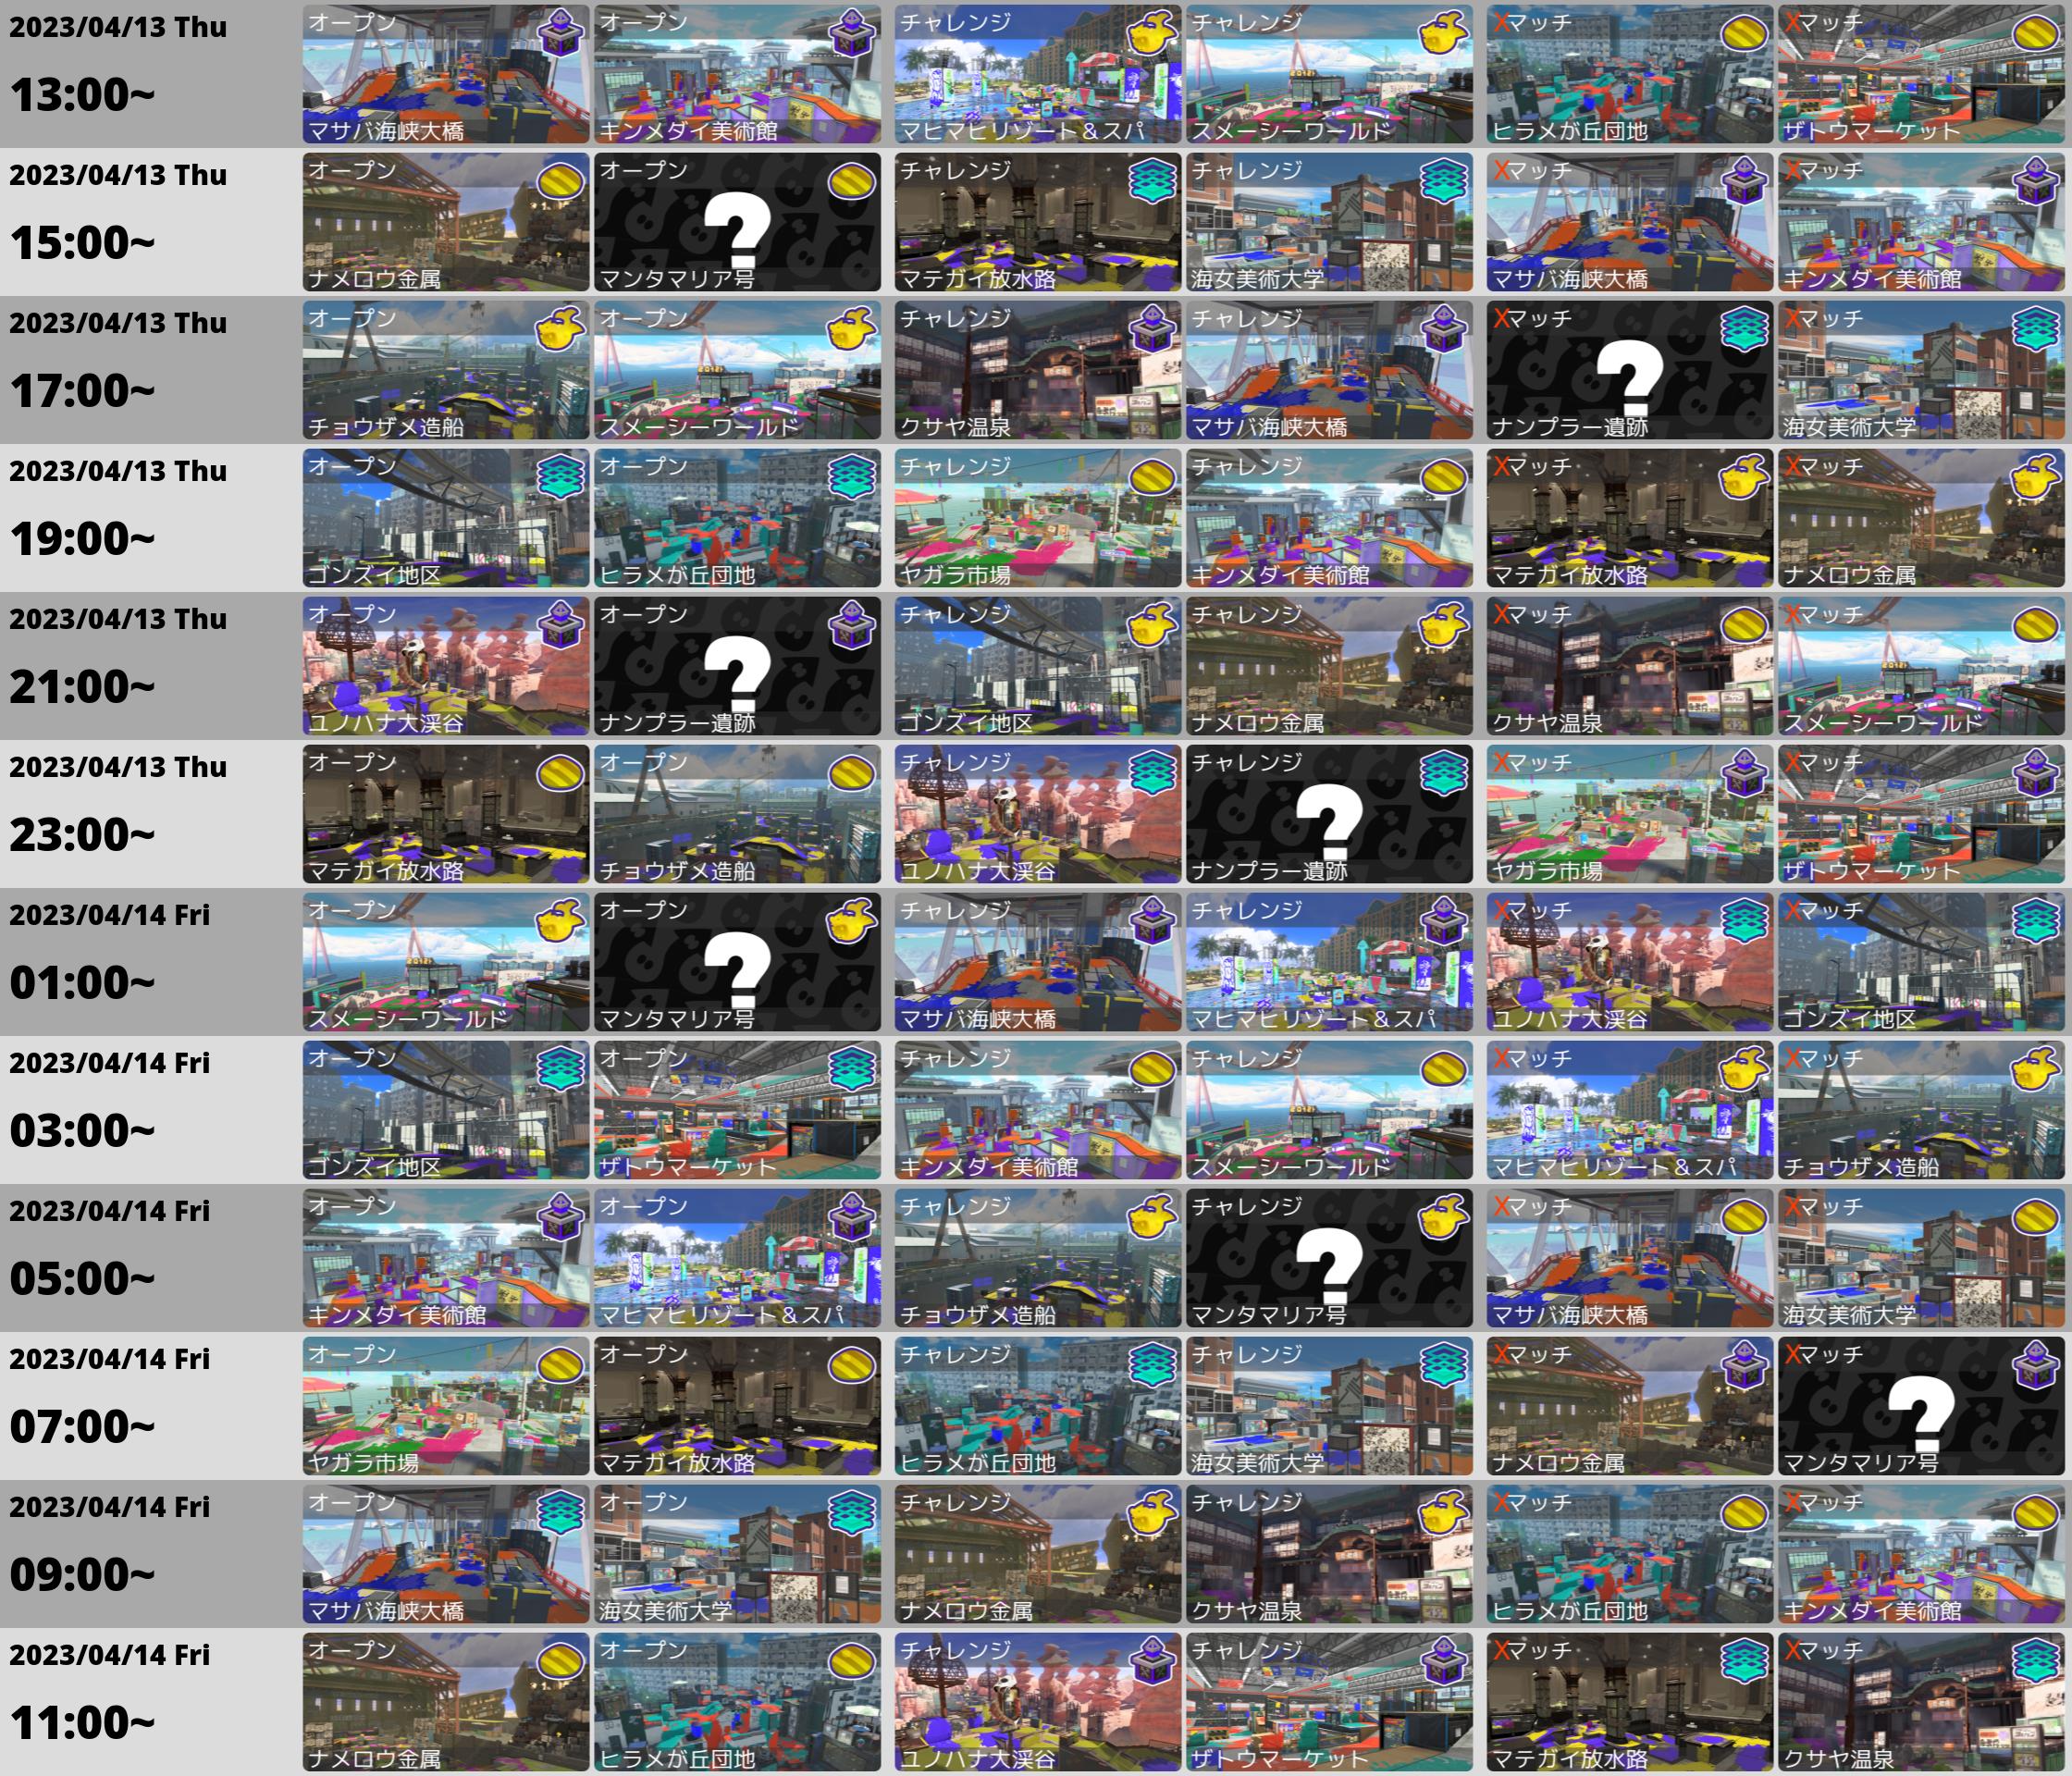 2023/04/13 Thu
13:00~
オープン
マサバ海峡大橋
オープン
キンメダイ美術館
チャレンジ
マヒマヒリゾート＆スパ
チャレンジ
スメーシーワールド
Xマッチ
ヒラメが丘団地
Xマッチ
ザトウマーケット
2023/04/13 Thu
15:00~
オープン
ナメロウ金属
オープン
?
マンタマリア号
チャレンジ
マテガイ放水路
チャレンジ
海女美術大学
Xマッチ
マサバ海峡大橋
Xマッチ
キンメダイ美術館
2023/04/13 Thu
17:00~
オープン
チョウザメ造船
オープン
スメーシーワールド
チャレンジ
クサヤ温泉
チャレンジ
マサバ海峡大橋
Xマッチ
?
ナンプラー遺跡
Xマッチ
海女美術大学
2023/04/13 Thu
19:00~
オープン
ゴンズイ地区
オープン
ヒラメが丘団地
チャレンジ
ヤガラ市場
チャレンジ
キンメダイ美術館
Xマッチ
マテガイ放水路
Xマッチ
ナメロウ金属
2023/04/13 Thu
21:00~
オープン
ユノハナ大渓谷
オープン
?
ナンプラー遺跡
チャレンジ
ゴンズイ地区
チャレンジ
ナメロウ金属
Xマッチ
クサヤ温泉
Xマッチ
スメーシーワールド
2023/04/13 Thu
23:00~
オープン
マテガイ放水路
オープン
チョウザメ造船
チャレンジ
ユノハナ大渓谷
チャレンジ
?
ナンプラー遺跡
Xマッチ
ヤガラ市場
Xマッチ
ザトウマーケット
2023/04/14 Fri
01:00~
オープン
スメーシーワールド
オープン
?
マンタマリア号
チャレンジ
マサバ海峡大橋
チャレンジ
マヒマヒリゾート＆スパ
Xマッチ
ユノハナ大渓谷
Xマッチ
ゴンズイ地区
2023/04/14 Fri
03:00~
オープン
ゴンズイ地区
オープン
ザトウマーケット
チャレンジ
キンメダイ美術館
チャレンジ
スメーシーワールド
Xマッチ
マヒマヒリゾート＆スパ
Xマッチ
チョウザメ造船
2023/04/14 Fri
05:00~
オープン
キンメダイ美術館
オープン
マヒマヒリゾート＆スパ
チャレンジ
チョウザメ造船
チャレンジ
?
マンタマリア号
Xマッチ
マサバ海峡大橋
Xマッチ
海女美術大学
2023/04/14 Fri
07:00~
オープン
ヤガラ市場
オープン
マテガイ放水路
チャレンジ
ヒラメが丘団地
チャレンジ
海女美術大学
Xマッチ
ナメロウ金属
Xマッチ
?
マンタマリア号
2023/04/14 Fri
09:00~
オープン
マサバ海峡大橋
オープン
海女美術大学
チャレンジ
ナメロウ金属
チャレンジ
クサヤ温泉
Xマッチ
ヒラメが丘団地
Xマッチ
キンメダイ美術館
2023/04/14 Fri
11:00~
オープン
ナメロウ金属
オープン
ヒラメが丘団地
チャレンジ
ユノハナ大渓谷
チャレンジ
ザトウマーケット
Xマッチ
マテガイ放水路
Xマッチ
クサヤ温泉